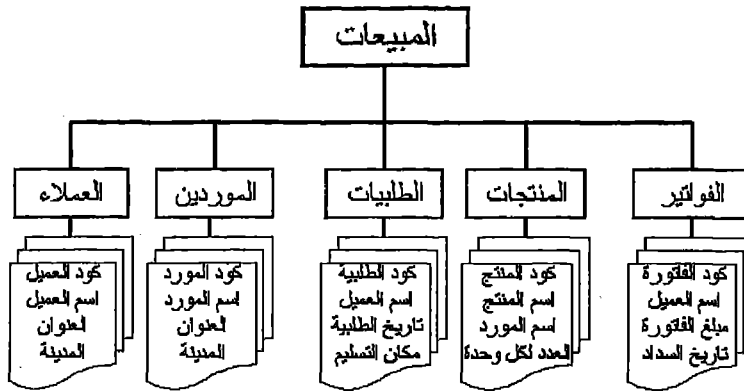 المبيعات
الفواتير
المنتجات
الطلبيات
الموردين
العملاء
كود الفاتورة
اسم العميل
مبلغ الفاتورة
تاريخ السداد
كود المنتج
اسم المنتج
اسم المورد
العدد لكل وحدة
كود الطلبية
اسم العميل
تاريخ الطلبية
مكان التسليم
كود المورد
اسم المورد
العنوان
المدينة
كود العميل
اسم العميل
العنوان
المدينة